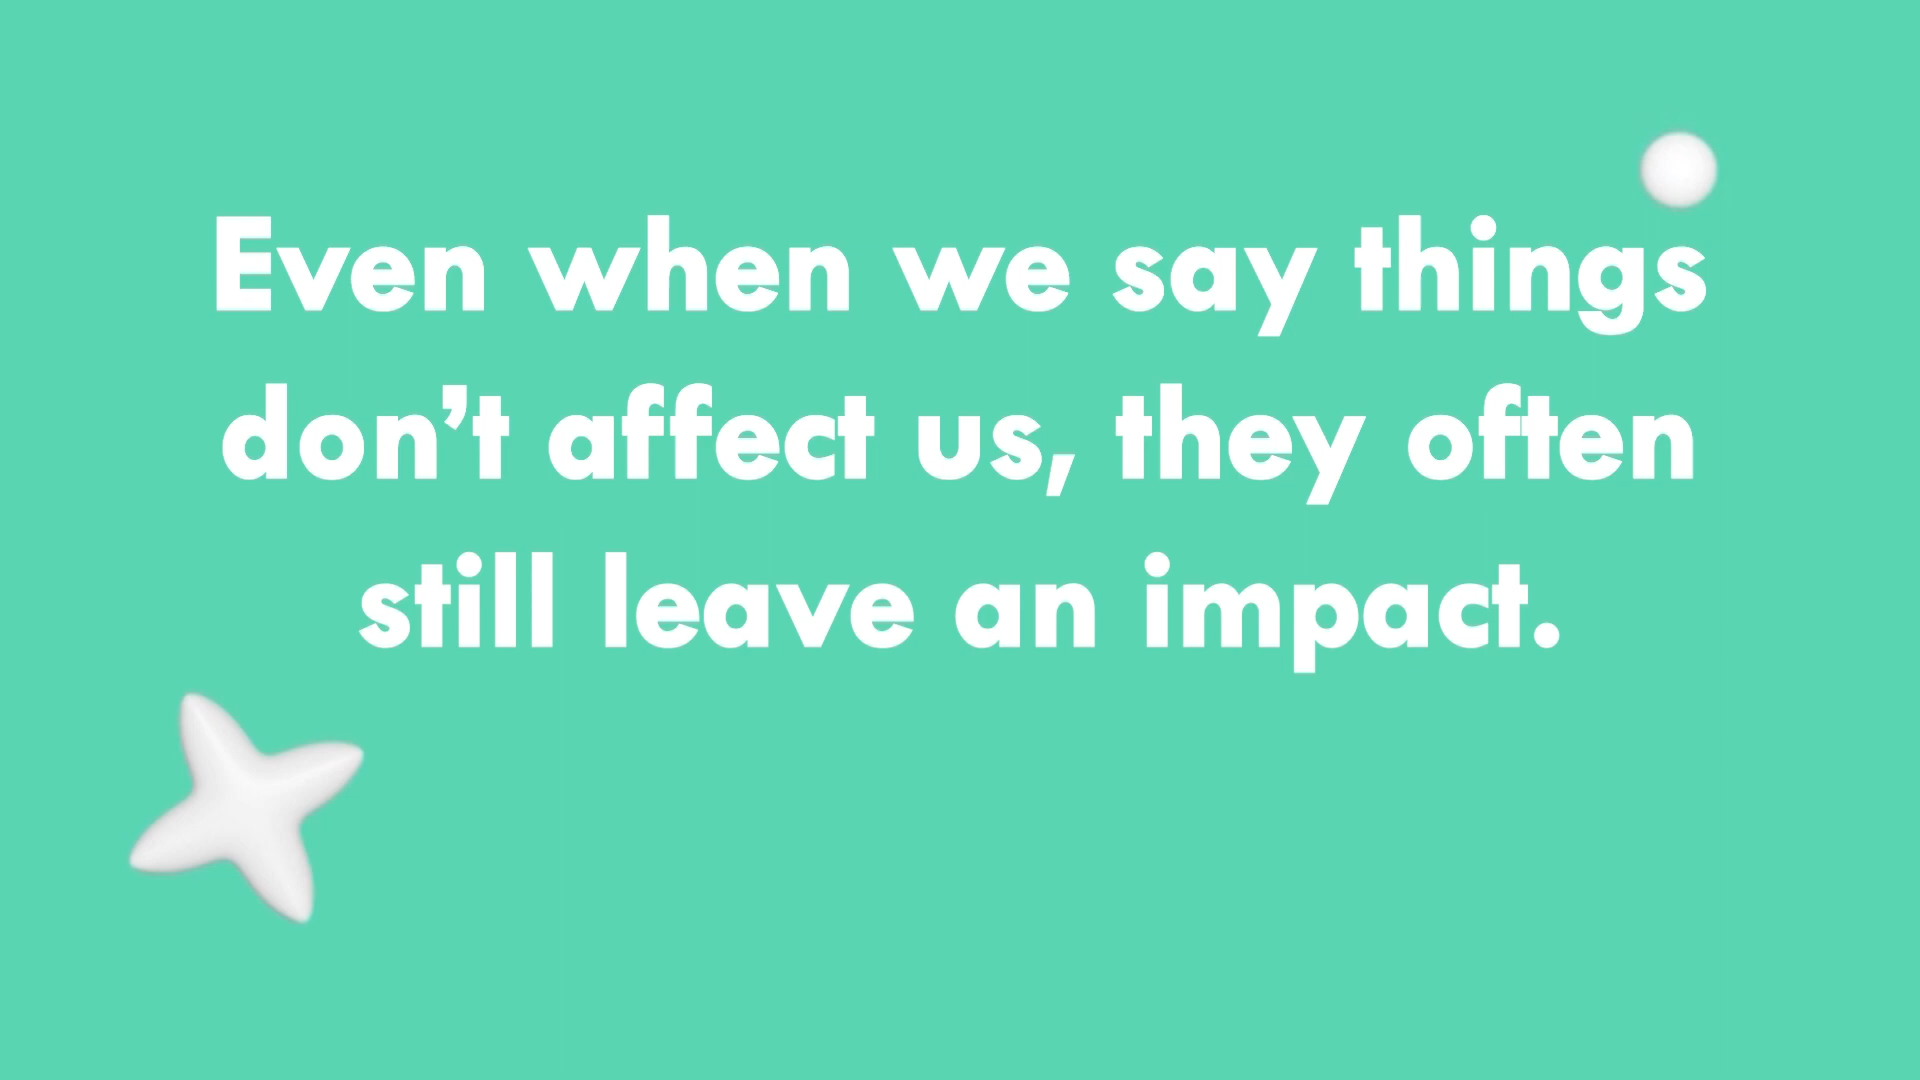 Even when we say things
don’t affect us, they often
still leave an impact.